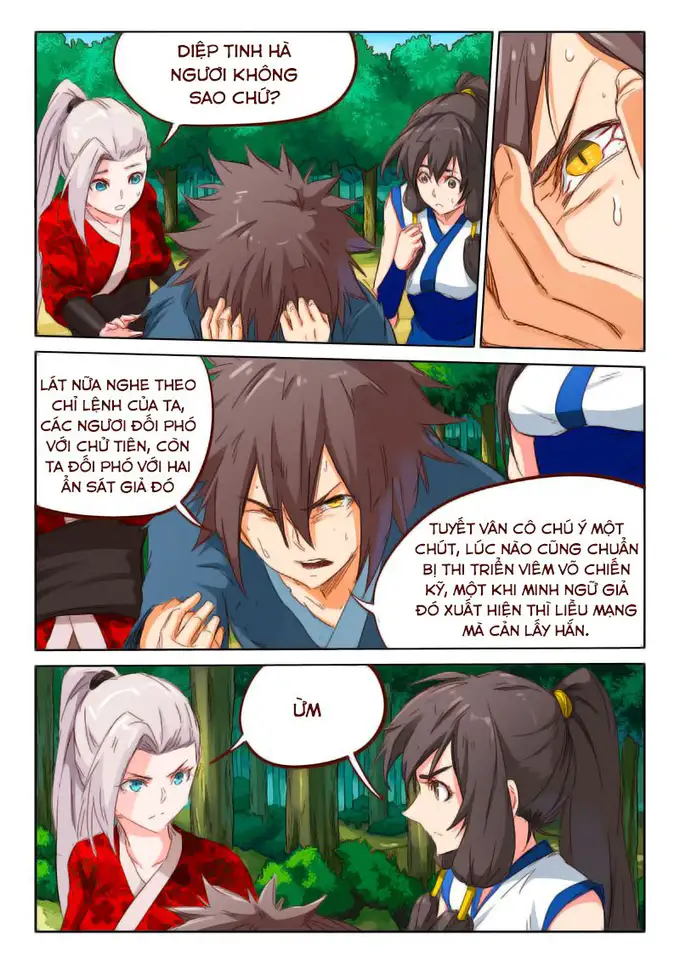 DIỆP TINH HÀ
NGƯƠI KHÔNG
SAO CHỨ?
LÁT NỮA NGHE THEO
CHỈ LỆNH CỦA TA,
CÁC NGƯƠI ĐỐI PHÓ
VỚI CHỬ TIÊN, CÒN
TA ĐỐI PHÓ VỚI HAI
ẨN SÁT GIẢ ĐÓ
TUYẾT VÂN CÔ CHÚ Ý MỘT
CHÚT, LÚC NÀO CŨNG CHUẨN
BỊ THI TRIỂN VIÊM VÕ CHIẾN
KỸ, MỘT KHI MINH NGỮ GIẢ
ĐÓ XUẤT HIỆN THÌ LIỀU MẠNG
MÀ CẢN LẤY HẮN.
ỪM